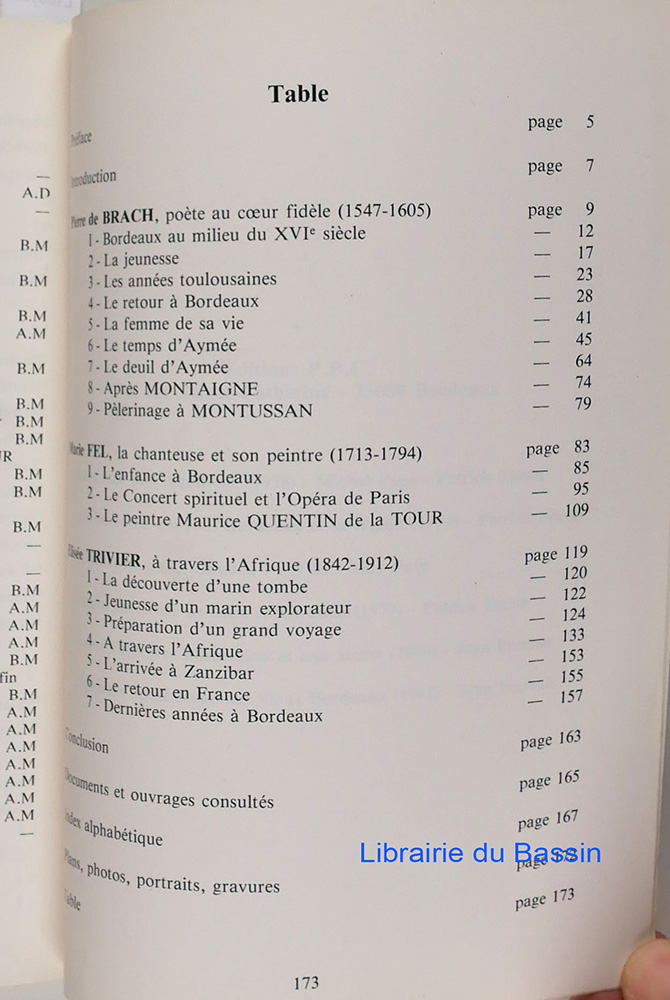 Table
Préface page 5
Introduction page 7
Pierre de BRACH, poète au cœur fidèle (1547-1605) page 9
1 - Bordeaux au milieu du XVIe siècle — 12
2 - La jeunesse — 17
3 - Les années toulousaines — 23
4 - Le retour à Bordeaux — 28
5 - La femme de sa vie — 41
6 - Le temps d'Aymée — 45
7 - Le deuil d'Aymée — 64
8 - Après MONTAIGNE — 74
9 - Pèlerinage à MONTUSSAN — 79
Marie FEL, la chanteuse et son peintre (1713-1794) page 83
1 - L'enfance à Bordeaux — 85
2 - Le Concert spirituel et l'Opéra de Paris — 95
3 - Le peintre Maurice QUENTIN de la TOUR — 109
Elisée TRIVIER, à travers l'Afrique (1842-1912) page 119
1 - La découverte d'une tombe — 120
2 - Jeunesse d'un marin explorateur — 122
3 - Préparation d'un grand voyage — 124
4 - A travers l'Afrique — 133
5 - L'arrivée à Zanzibar — 153
6 - Le retour en France — 155
7 - Dernières années à Bordeaux — 157
Conclusion page 163
Documents et ouvrages consultés page 165
Index alphabétique page 167
Plans, photos, portraits, gravures page
Table page 173
173
Librairie du Bassin
—
A.D
—
B.M
B.M
B.M
A.M
B.M
B.M
B.M
B.M
UR
B.M
B.M
B.M
—
—
B.M
A.M
A.M
A.M
B.M
fin
B.M
A.M
A.M
A.M
A.M
A.M
A.M
A.M
—